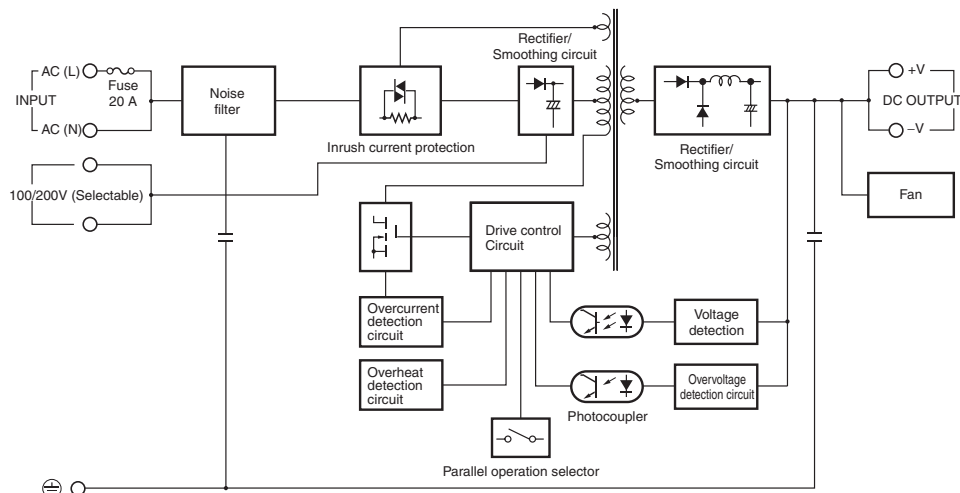 Rectifier/
Smoothing circuit
AC (L)
Fuse
20 A
INPUT
AC (N)
Noise
filter
Inrush current protection
Rectifier/
Smoothing circuit
+V
DC OUTPUT
−V
100/200V (Selectable)
Fan
Drive control
Circuit
Overcurrent
detection
circuit
Voltage
detection
Overheat
detection
circuit
Overvoltage
detection circuit
Photocoupler
Parallel operation selector